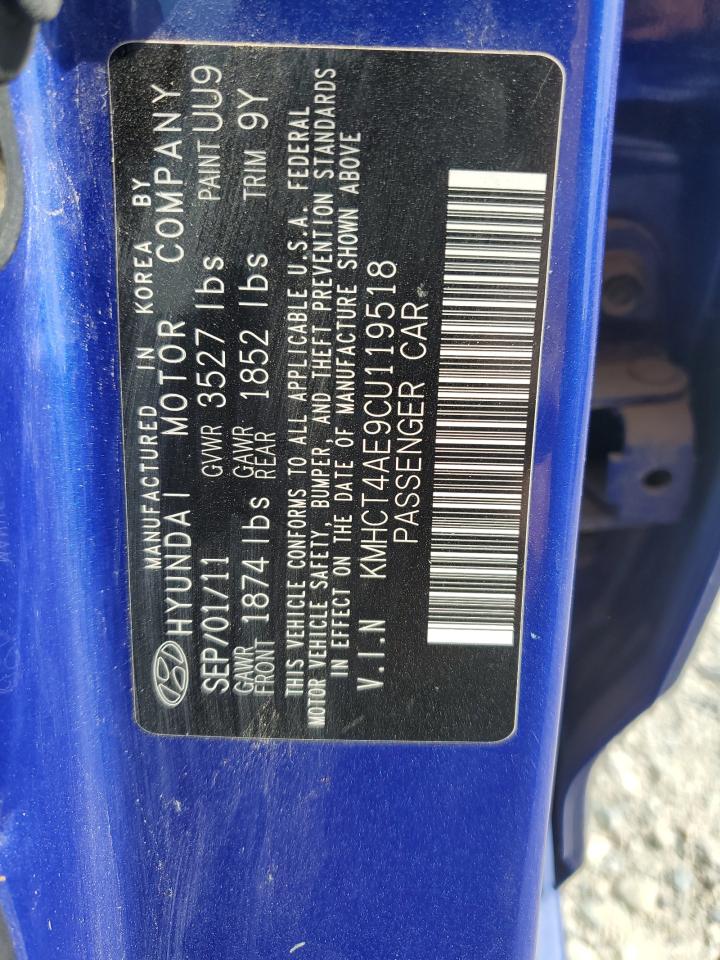 MANUFACTURED IN KOREA BY
HYUNDAI MOTOR COMPANY
SEP/01/11 GVWR 3527 lbs PAINT UU9
GAWR FRONT 1874 lbs GAWR REAR 1852 lbs TRIM 9Y
THIS VEHICLE CONFORMS TO ALL APPLICABLE U.S.A. FEDERAL
MOTOR VEHICLE SAFETY, BUMPER, AND THEFT PREVENTION STANDARDS
IN EFFECT ON THE DATE OF MANUFACTURE SHOWN ABOVE
V.I.N KMHCT4AE9CU119518
PASSENGER CAR